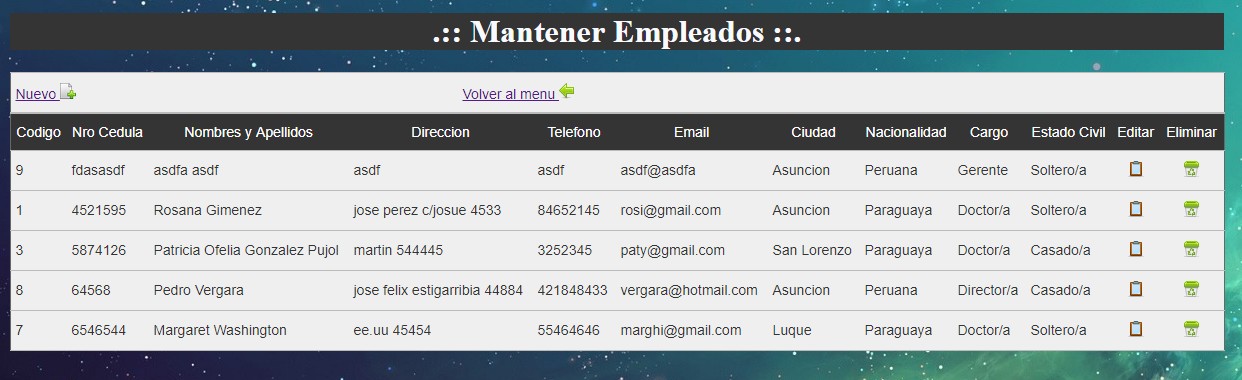 .:: Mantener Empleados ::.
Nuevo Volver al menu
Codigo Nro Cedula Nombres y Apellidos Direccion Telefono Email Ciudad Nacionalidad Cargo Estado Civil Editar Eliminar
9 fdasasdf asdfa asdf asdf asdf asdf@asdfa Asuncion Peruana Gerente Soltero/a
1 4521595 Rosana Gimenez jose perez c/josue 4533 84652145 rosi@gmail.com Asuncion Paraguaya Doctor/a Soltero/a
3 5874126 Patricia Ofelia Gonzalez Pujol martin 544445 3252345 paty@gmail.com San Lorenzo Paraguaya Doctor/a Casado/a
8 64568 Pedro Vergara jose felix estigarribia 44884 421848433 vergara@hotmail.com Asuncion Peruana Director/a Casado/a
7 6546544 Margaret Washington ee.uu 45454 55464646 marghi@gmail.com Luque Paraguaya Doctor/a Soltero/a